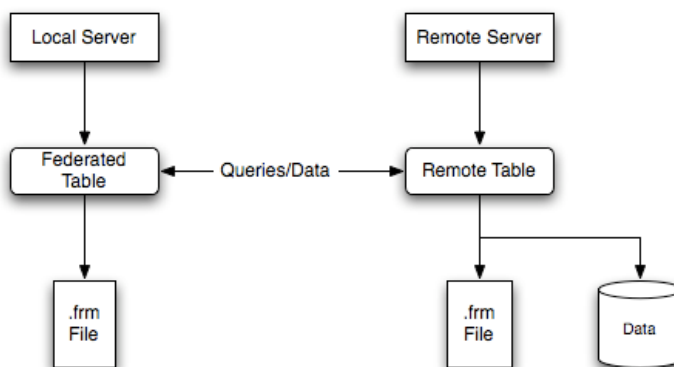 Local Server
Remote Server
Federated
Table
Queries/Data
Remote Table
.frm
File
.frm
File
Data